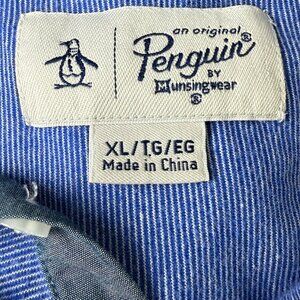 an original
Penguin®
BY
Munsingwear
®
XL/TG/EG
Made in China